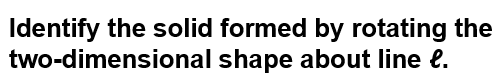 Identify the solid formed by rotating the
two-dimensional shape about line ℓ.